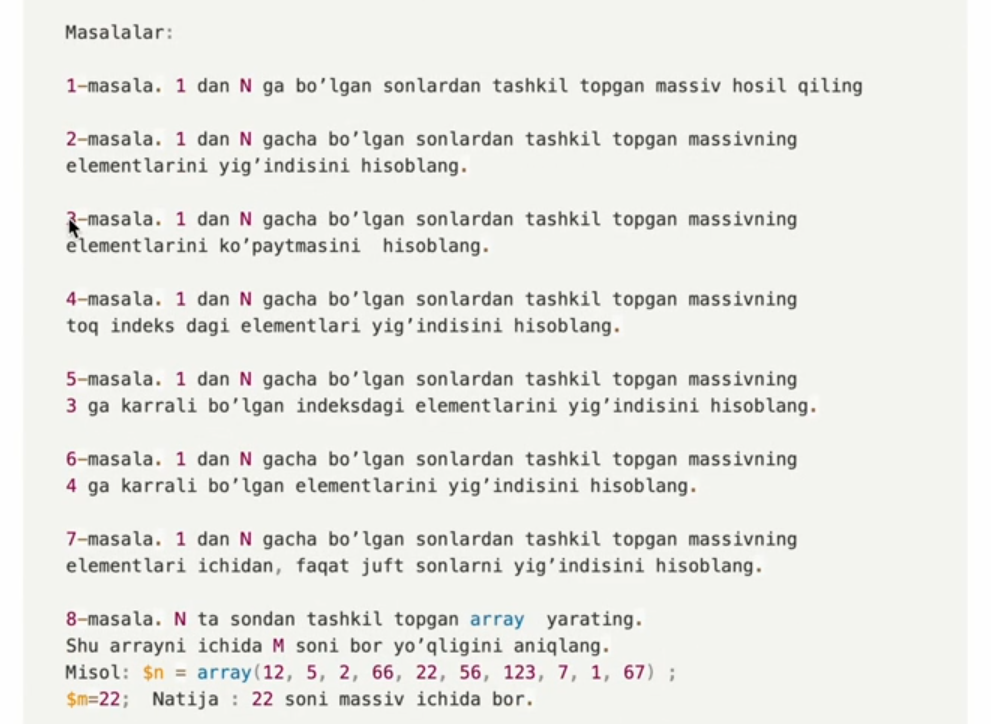 Masalalar:
1-masala. 1 dan N ga bo’lgan sonlardan tashkil topgan massiv hosil qiling
2-masala. 1 dan N gacha bo’lgan sonlardan tashkil topgan massivning
elementlarini yig’indisini hisoblang.
3-masala. 1 dan N gacha bo’lgan sonlardan tashkil topgan massivning
elementlarini ko’paytmasini  hisoblang.
4-masala. 1 dan N gacha bo’lgan sonlardan tashkil topgan massivning
toq indeks dagi elementlari yig’indisini hisoblang.
5-masala. 1 dan N gacha bo’lgan sonlardan tashkil topgan massivning
3 ga karrali bo’lgan indeksdagi elementlarini yig’indisini hisoblang.
6-masala. 1 dan N gacha bo’lgan sonlardan tashkil topgan massivning
4 ga karrali bo’lgan elementlarini yig’indisini hisoblang.
7-masala. 1 dan N gacha bo’lgan sonlardan tashkil topgan massivning
elementlari ichidan, faqat juft sonlarni yig’indisini hisoblang.
8-masala. N ta sondan tashkil topgan array  yarating.
Shu arrayni ichida M soni bor yo’qligini aniqlang.
Misol: $n = array(12, 5, 2, 66, 22, 56, 123, 7, 1, 67) ;
$m=22;  Natija : 22 soni massiv ichida bor.